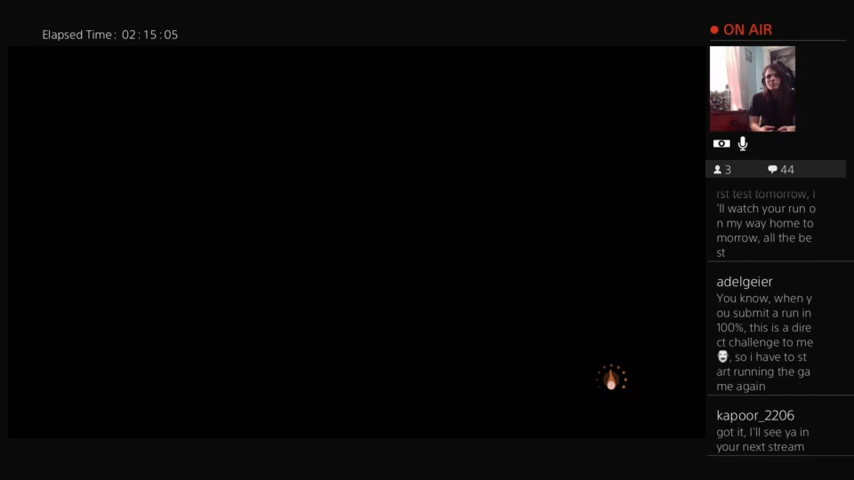 Elapsed Time: 02:15:05
ON AIR
3 44
rst test tomorrow, i
'll watch your run o
n my way home to
morrow, all the be
st
adelgeier
You know, when y
ou submit a run in
100%, this is a dire
ct challenge to me
, so i have to st
art running the ga
me again
kapoor_2206
got it, I'll see ya in
your next stream